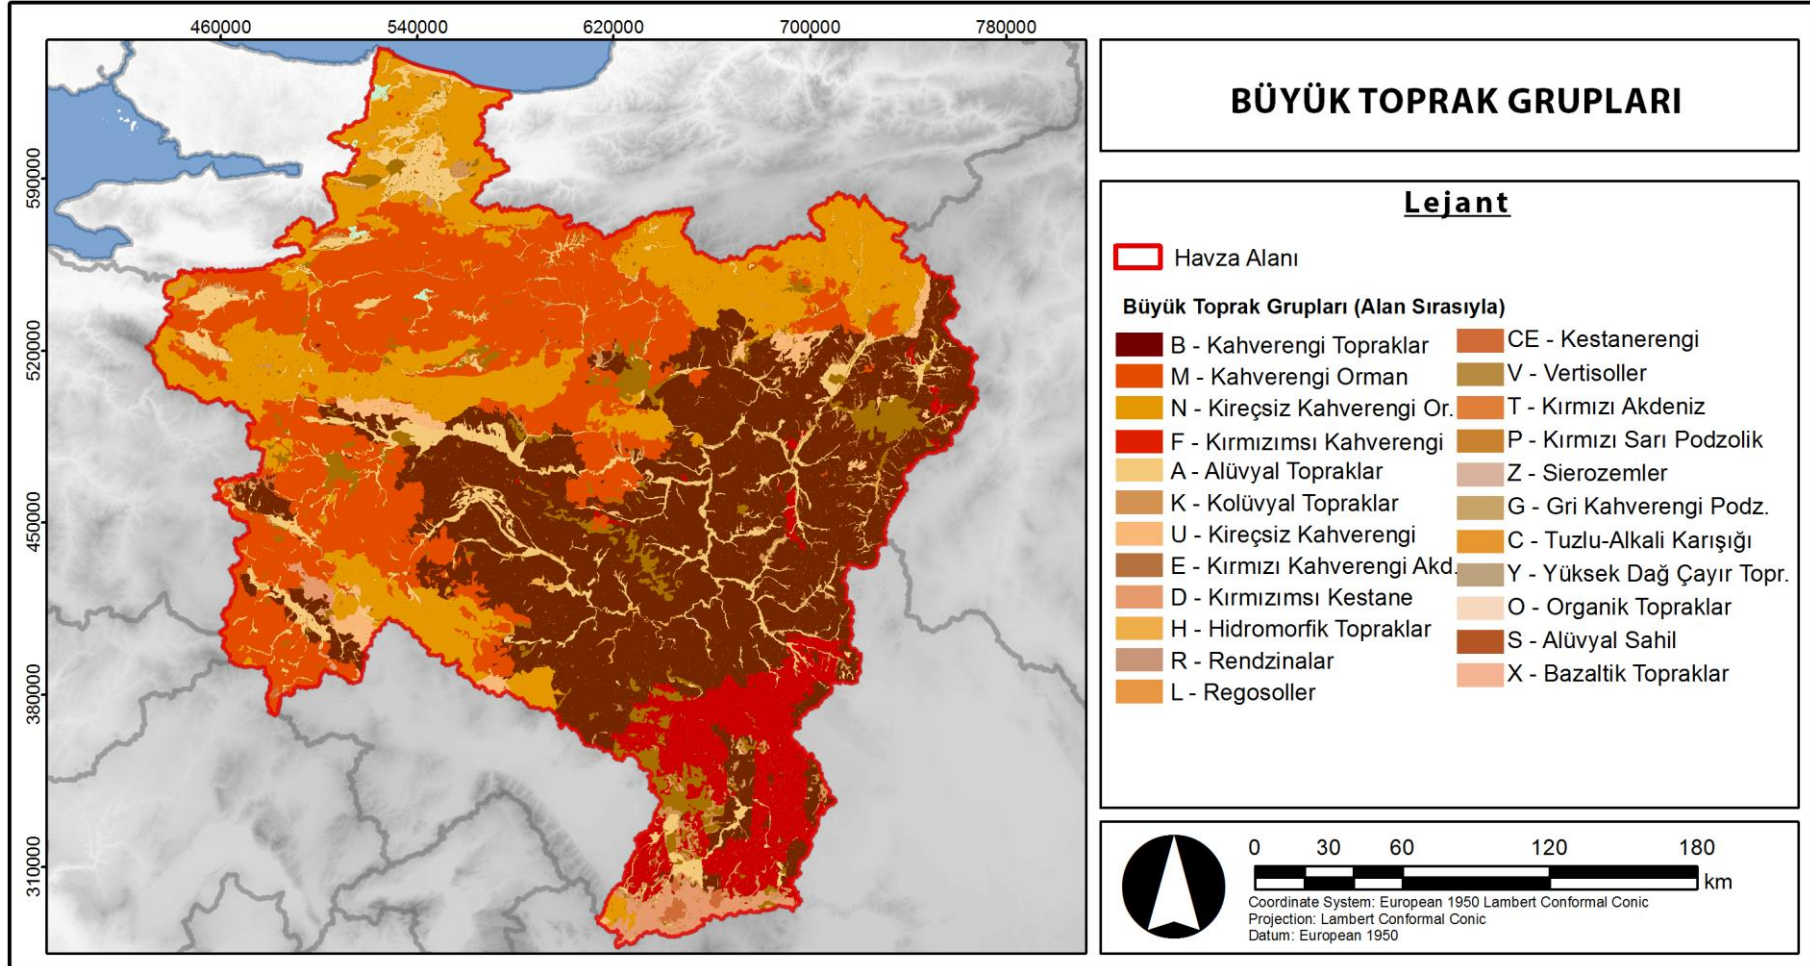 460000 540000 620000 700000 780000
590000
520000
450000
380000
310000
BÜYÜK TOPRAK GRUPLARI
Lejant
Havza Alanı
Büyük Toprak Grupları (Alan Sırasıyla)
B - Kahverengi Topraklar
M - Kahverengi Orman
N - Kireçsiz Kahverengi Or.
F - Kırmızımsı Kahverengi
A - Alüvyal Topraklar
K - Kolüvyal Topraklar
U - Kireçsiz Kahverengi
E - Kırmızı Kahverengi Akd.
D - Kırmızımsı Kestane
H - Hidromorfik Topraklar
R - Rendzinalar
L - Regosoller
CE - Kestanerengi
V - Vertisoller
T - Kırmızı Akdeniz
P - Kırmızı Sarı Podzolik
Z - Sierozemler
G - Gri Kahverengi Podz.
C - Tuzlu-Alkali Karışığı
Y - Yüksek Dağ Çayır Topr.
O - Organik Topraklar
S - Alüvyal Sahil
X - Bazaltik Topraklar
0 30 60 120 180
km
Coordinate System: European 1950 Lambert Conformal Conic
Projection: Lambert Conformal Conic
Datum: European 1950